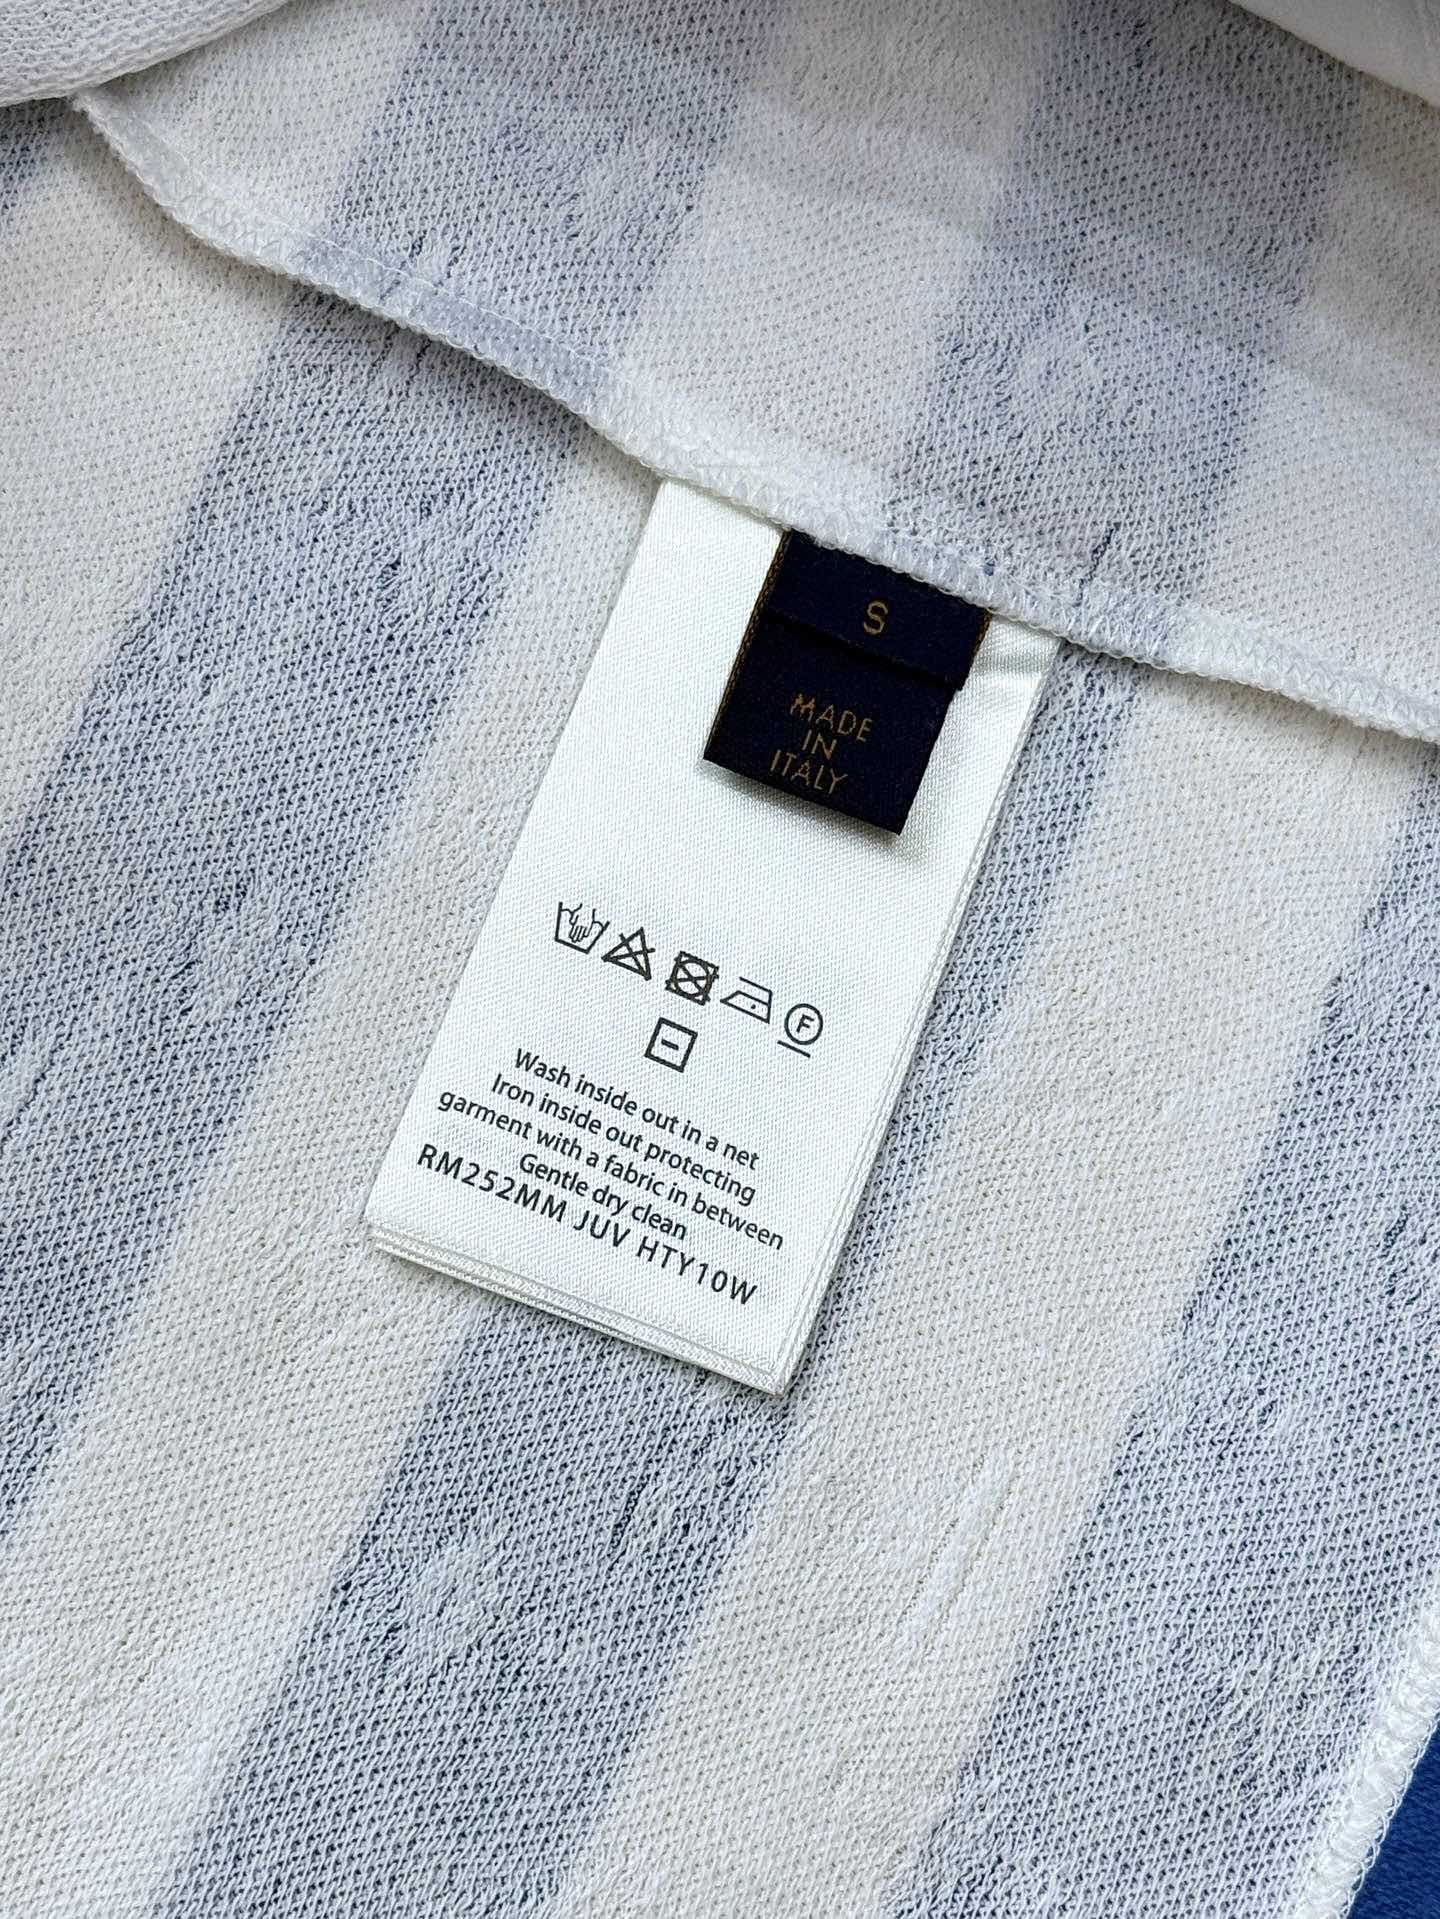 S
MADE
IN
ITALY
F
Wash inside out in a net
Iron inside out protecting
garment with a fabric in between
Gentle dry clean
RM252MM JUV HTY10W